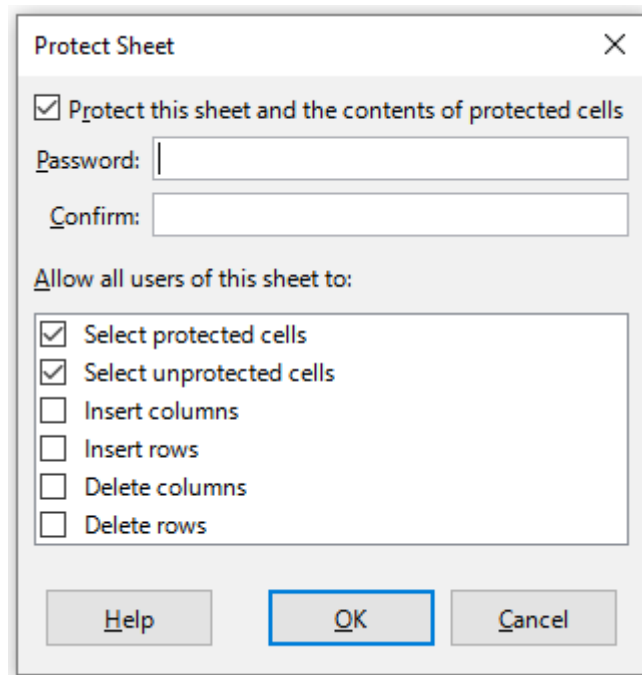 Protect Sheet
Protect this sheet and the contents of protected cells
Password:
Confirm:
Allow all users of this sheet to:
Select protected cells
Select unprotected cells
Insert columns
Insert rows
Delete columns
Delete rows
Help OK Cancel